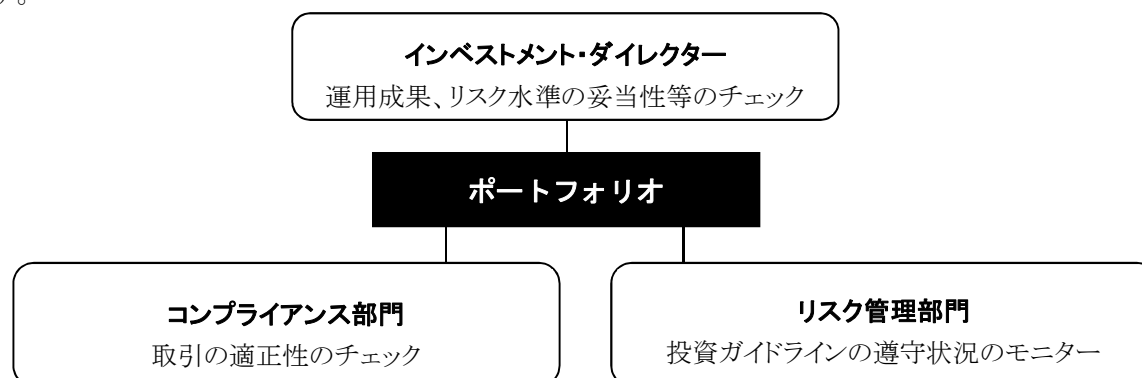 インベストメント・ダイレクター
運用成果、リスク水準の妥当性等のチェック
ポートフォリオ
コンプライアンス部門
取引の適正性のチェック
リスク管理部門
投資ガイドラインの遵守状況のモニター